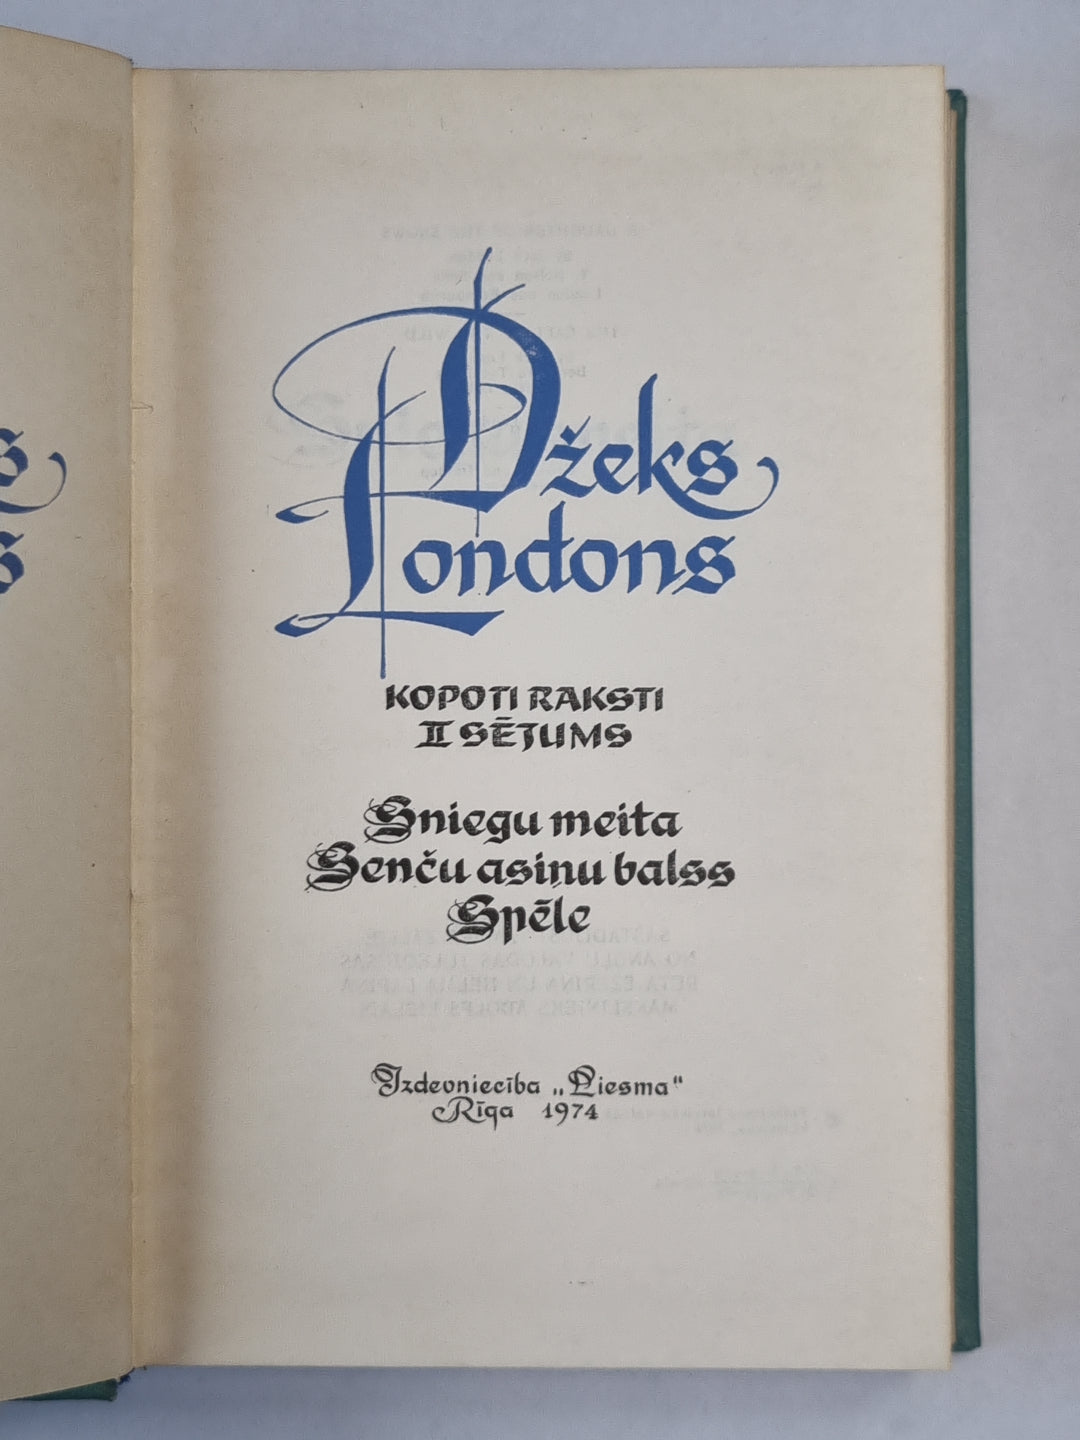 Džeks
Londons
KOPOTI RAKSTI
II SĒJUMS
Sniegu meita
Senču asiņu balss
Spēle
Izdevniecība „Liesma"
Rīga 1974